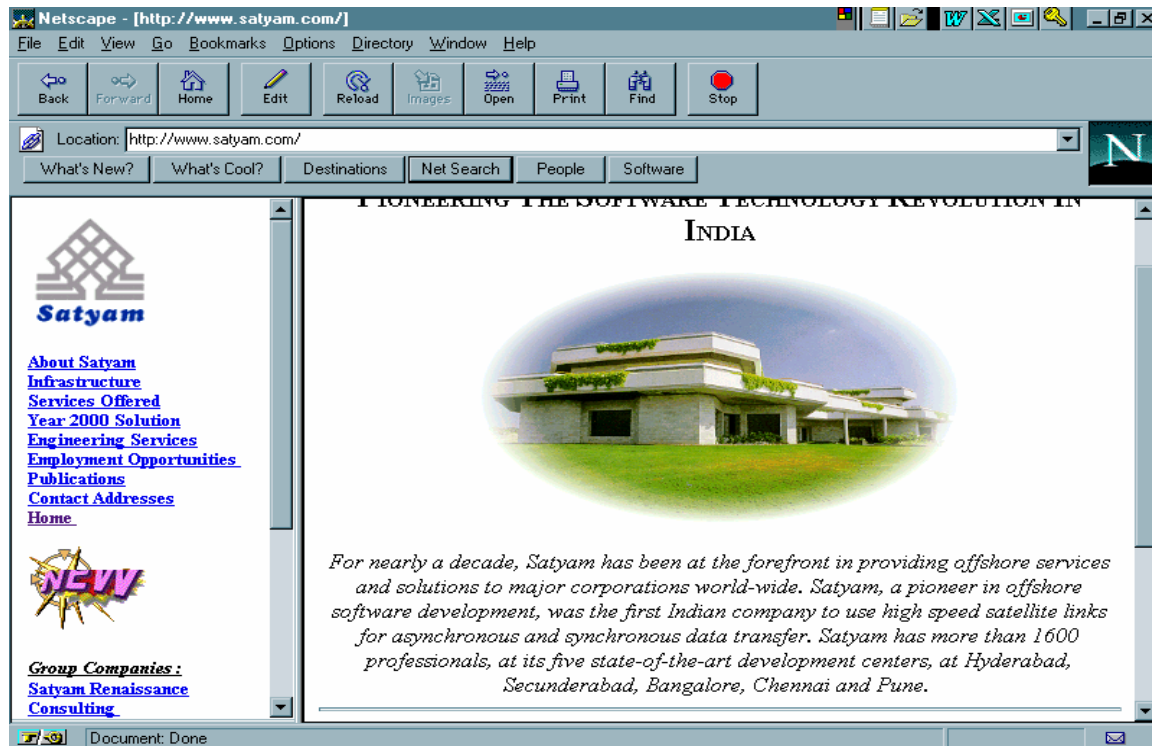 Netscape - [http://www.satyam.com/]
File Edit View Go Bookmarks Options Directory Window Help
Back Forward Home Edit Reload Images Open Print Find Stop
Location: http://www.satyam.com/
N
What's New? What's Cool? Destinations Net Search People Software
Satyam
About Satyam
Infrastructure
Services Offered
Year 2000 Solution
Engineering Services
Employment Opportunities
Publications
Contact Addresses
Home
NEW
Group Companies :
Satyam Renaissance
Consulting
PIONEERING THE SOFTWARE TECHNOLOGY REVOLUTION IN
INDIA
For nearly a decade, Satyam has been at the forefront in providing offshore services
and solutions to major corporations world-wide. Satyam, a pioneer in offshore
software development, was the first Indian company to use high speed satellite links
for asynchronous and synchronous data transfer. Satyam has more than 1600
professionals, at its five state-of-the-art development centers, at Hyderabad,
Secunderabad, Bangalore, Chennai and Pune.
Document: Done